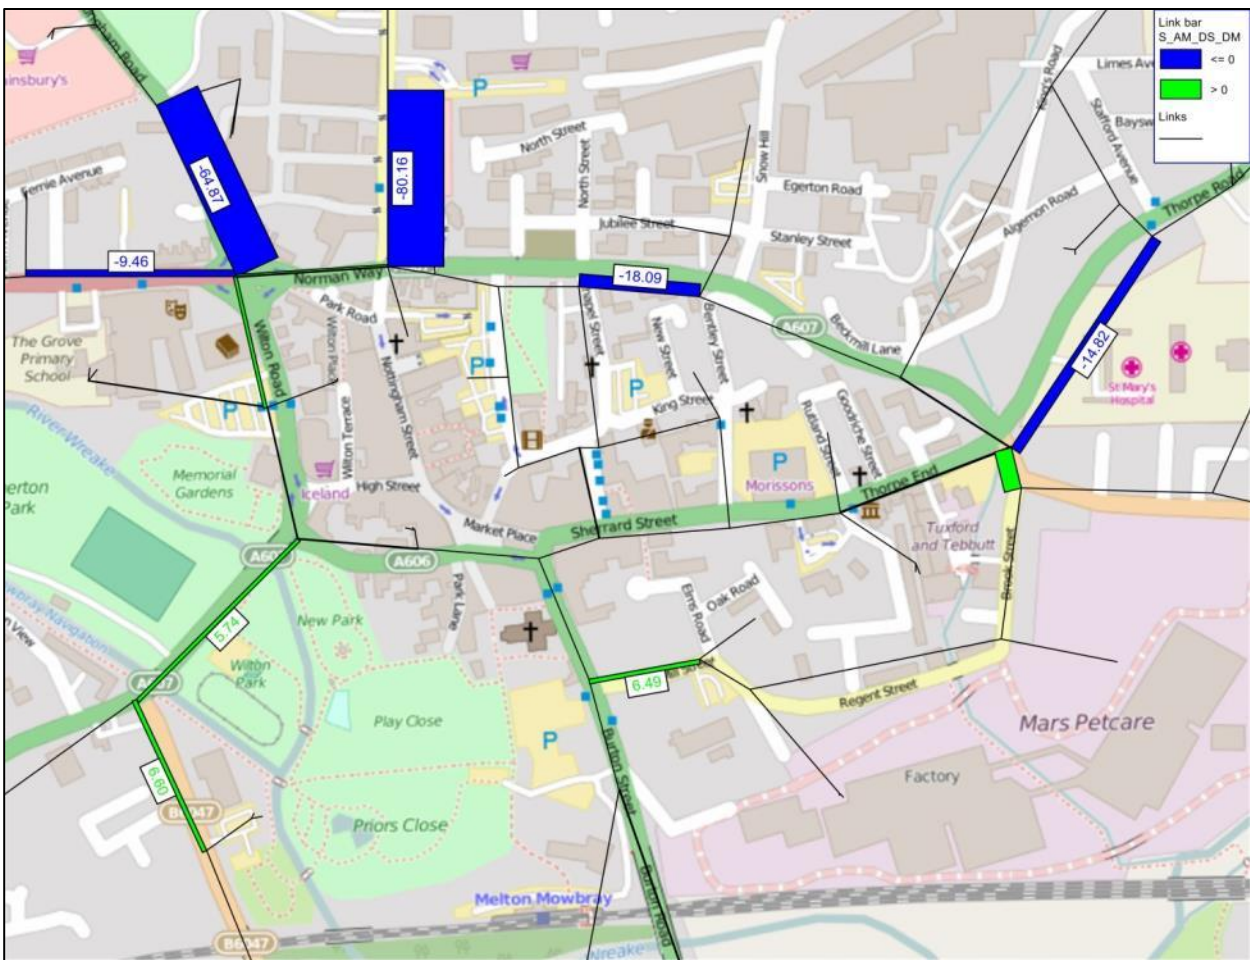 Link bar
S_AM_DS_DM
<= 0
> 0
Links
Road
King's Road
Limes Ave
Stafford Avenue
Thorpe Road
North Street
North Street
Snow Hill
Egerton Road
Jubilee Street
Stanley Street
Algernon Road
P
Fernie Avenue
-64.87
-80.16
-9.46
Norman Way
-18.09
A607
Beckmill Lane
-14.82
St Mary's
Hospital
The Grove
Primary
School
Wilton Road
Park Road
Wilton Place
Nottingham Street
New Street
Bentley Street
King Street
P
P
P
River Wreake
Memorial
Gardens
Wilton Terrace
Iceland
High Street
Market Place
Sherrard Street
P
Morissons
Rutland Street
Goodriche Street
Thorpe End
Tuxford
and Tebbutt
A606
Park Lane
New Park
Elms Road
Oak Road
5.74
Wilton
Park
6.49
Regent Street
Play Close
Mars Petcare
Factory
P
Burton Street
6.60
B6047
Priors Close
Melton Mowbray
Burton Road
B6047